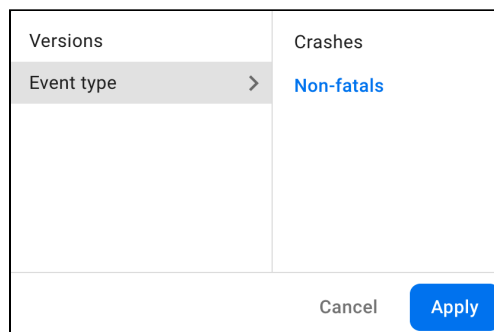 Versions
Event type
Crashes
Non-fatals
Cancel
Apply